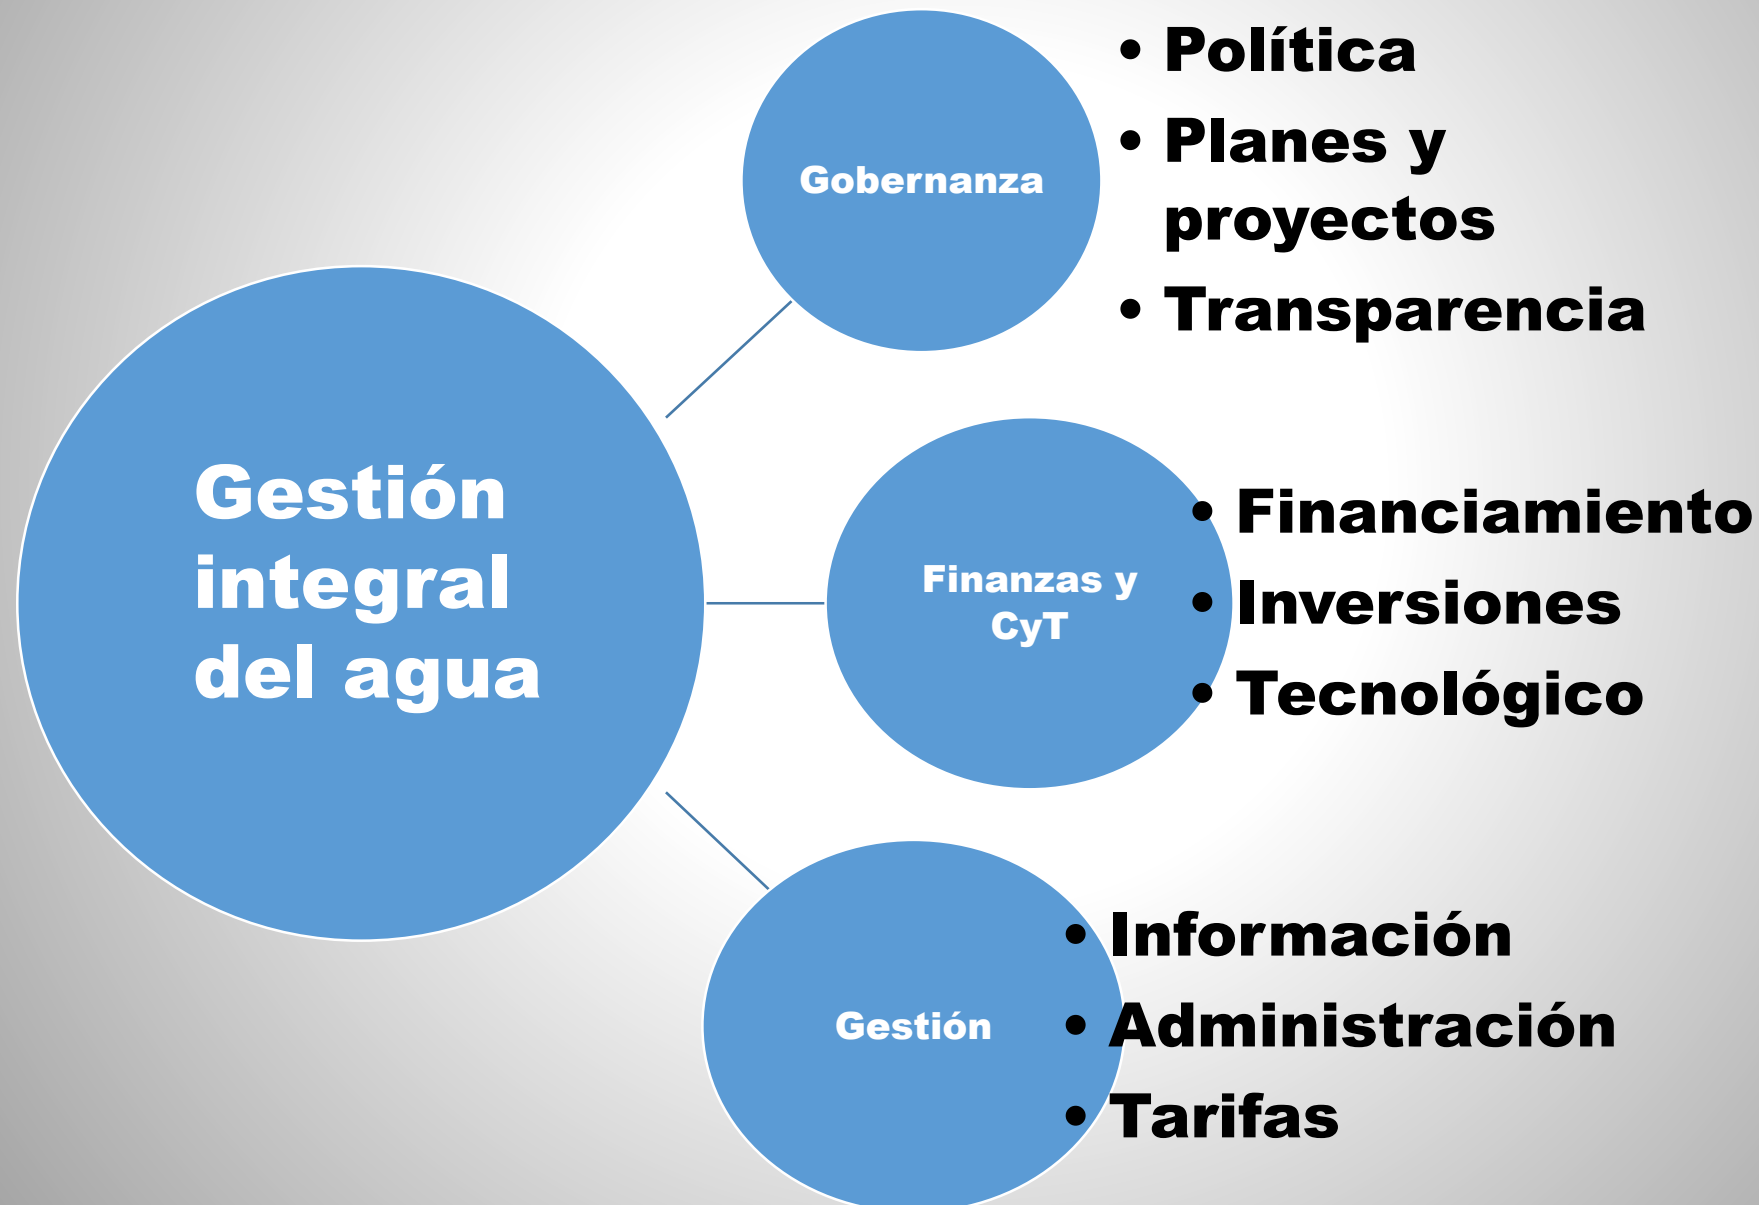 Gestión
integral
del agua
Gobernanza
• Política
• Planes y
proyectos
• Transparencia
Finanzas y
CyT
• Financiamiento
• Inversiones
• Tecnológico
Gestión
• Información
• Administración
• Tarifas